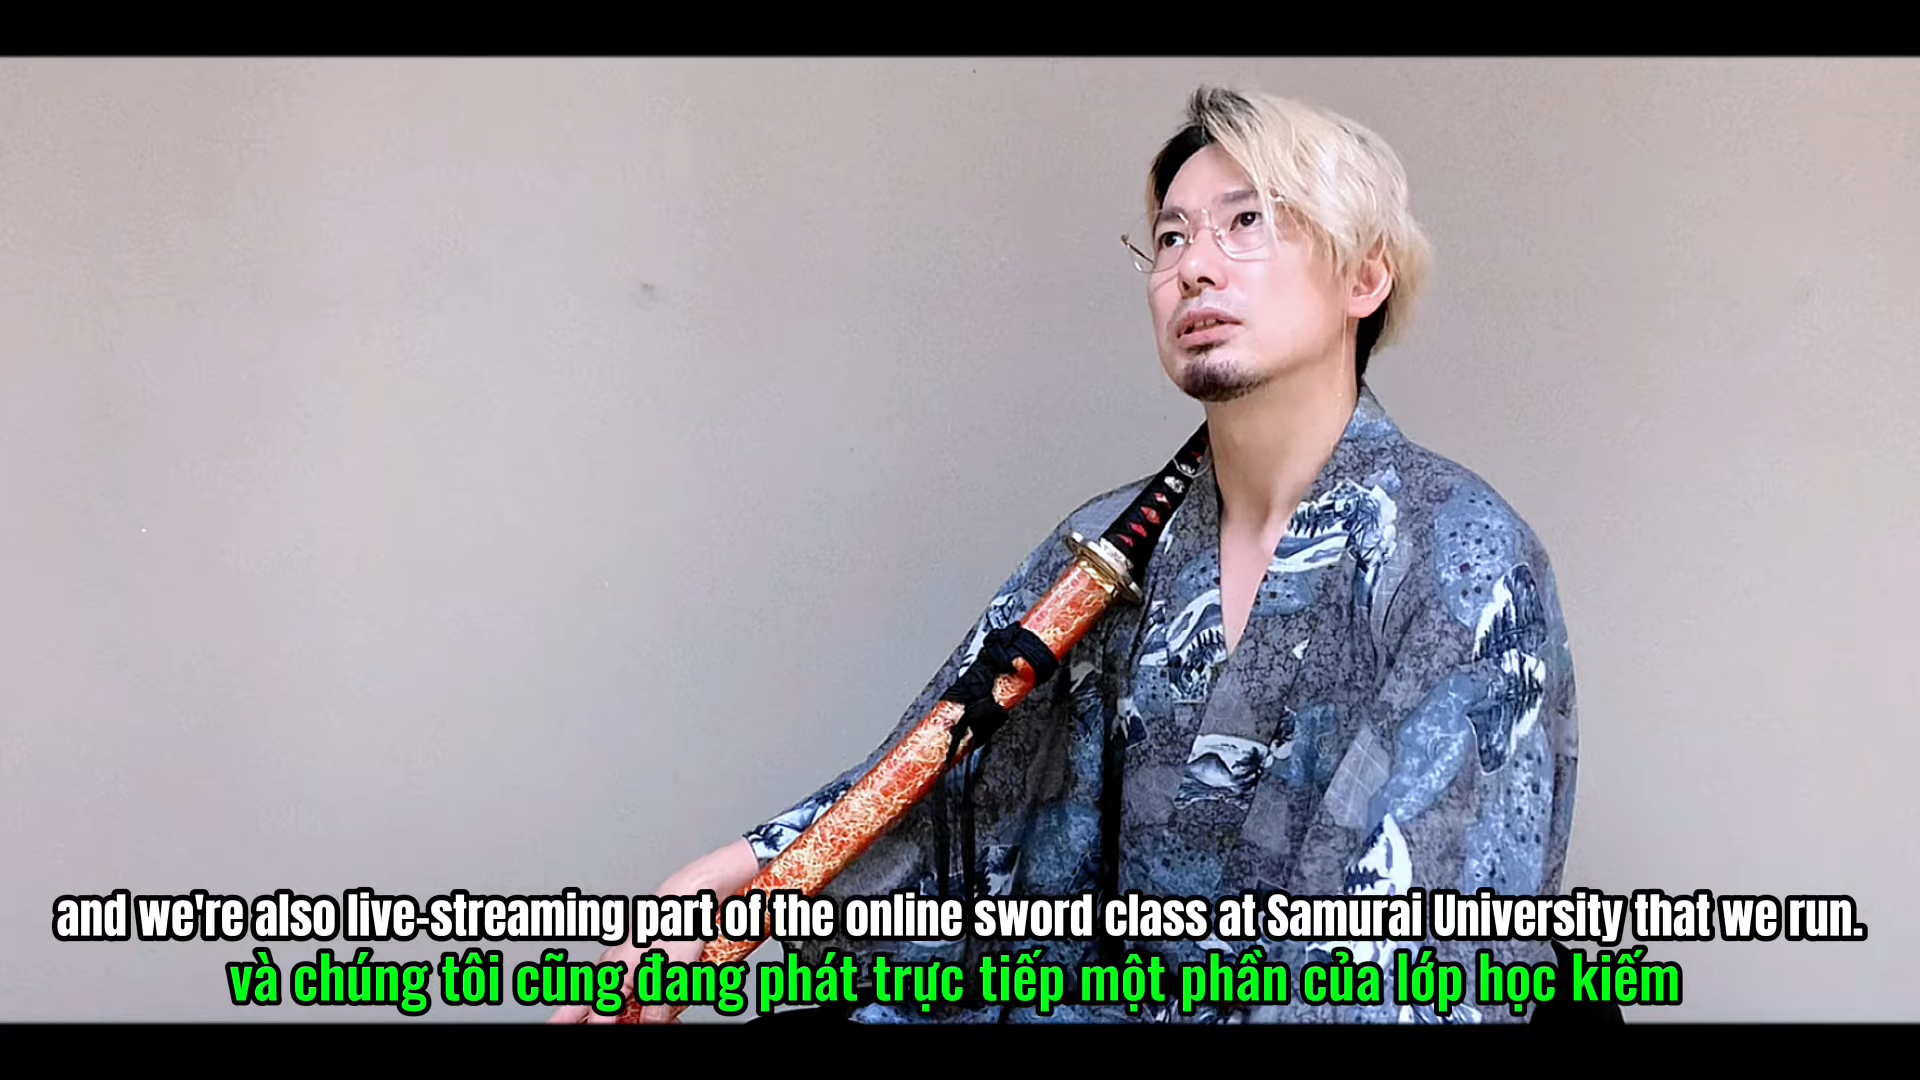 and we're also live-streaming part of the online sword class at Samurai University that we run.
và chúng tôi cũng đang phát trực tiếp một phần của lớp học kiếm